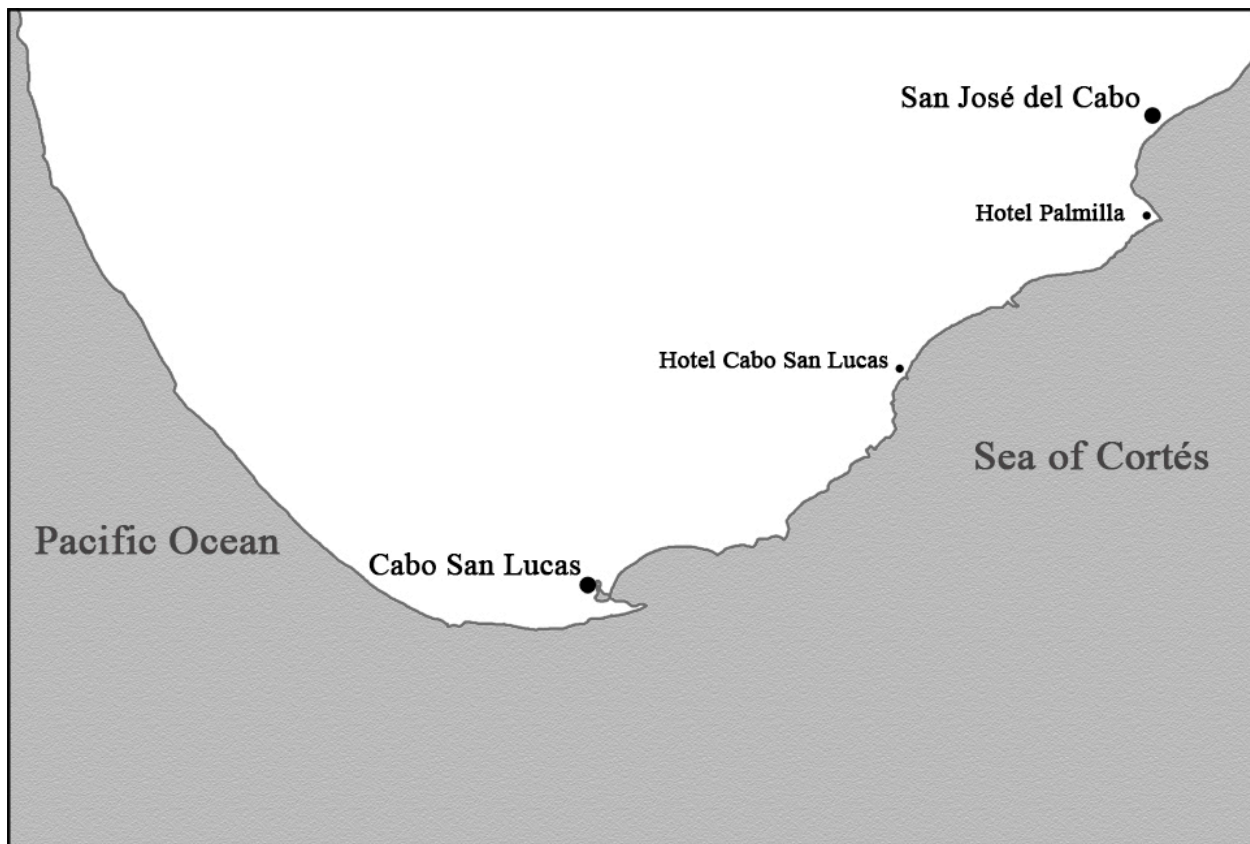 San José del Cabo
Hotel Palmilla
Hotel Cabo San Lucas
Sea of Cortés
Pacific Ocean
Cabo San Lucas